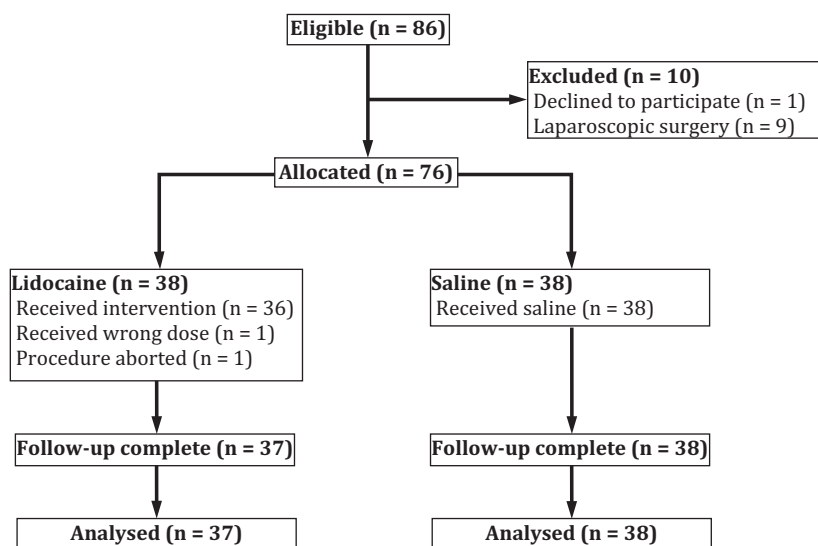 Eligible (n = 86)
Excluded (n = 10)
Declined to participate (n = 1)
Laparoscopic surgery (n = 9)
Allocated (n = 76)
Lidocaine (n = 38)
Received intervention (n = 36)
Received wrong dose (n = 1)
Procedure aborted (n = 1)
Saline (n = 38)
Received saline (n = 38)
Follow-up complete (n = 37)
Follow-up complete (n = 38)
Analysed (n = 37)
Analysed (n = 38)